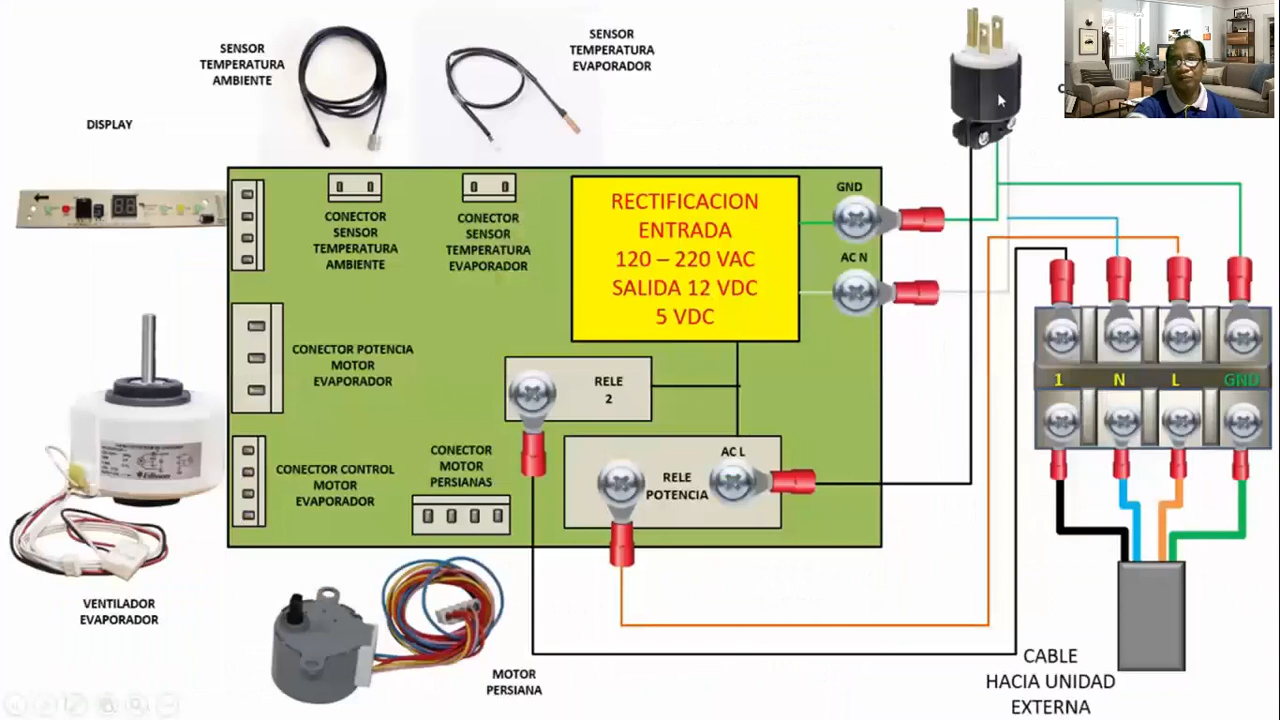 SENSOR
TEMPERATURA
AMBIENTE
SENSOR
TEMPERATURA
EVAPORADOR
DISPLAY
CONECTOR
SENSOR
TEMPERATURA
AMBIENTE
CONECTOR
SENSOR
TEMPERATURA
EVAPORADOR
RECTIFICACION
ENTRADA
120 – 220 VAC
SALIDA 12 VDC
5 VDC
GND
AC N
CONECTOR POTENCIA
MOTOR
EVAPORADOR
RELE
2
1
N
L
GND
CONECTOR CONTROL
MOTOR
EVAPORADOR
CONECTOR
MOTOR
PERSIANAS
AC L
RELE
POTENCIA
VENTILADOR
EVAPORADOR
MOTOR
PERSIANA
CABLE
HACIA UNIDAD
EXTERNA